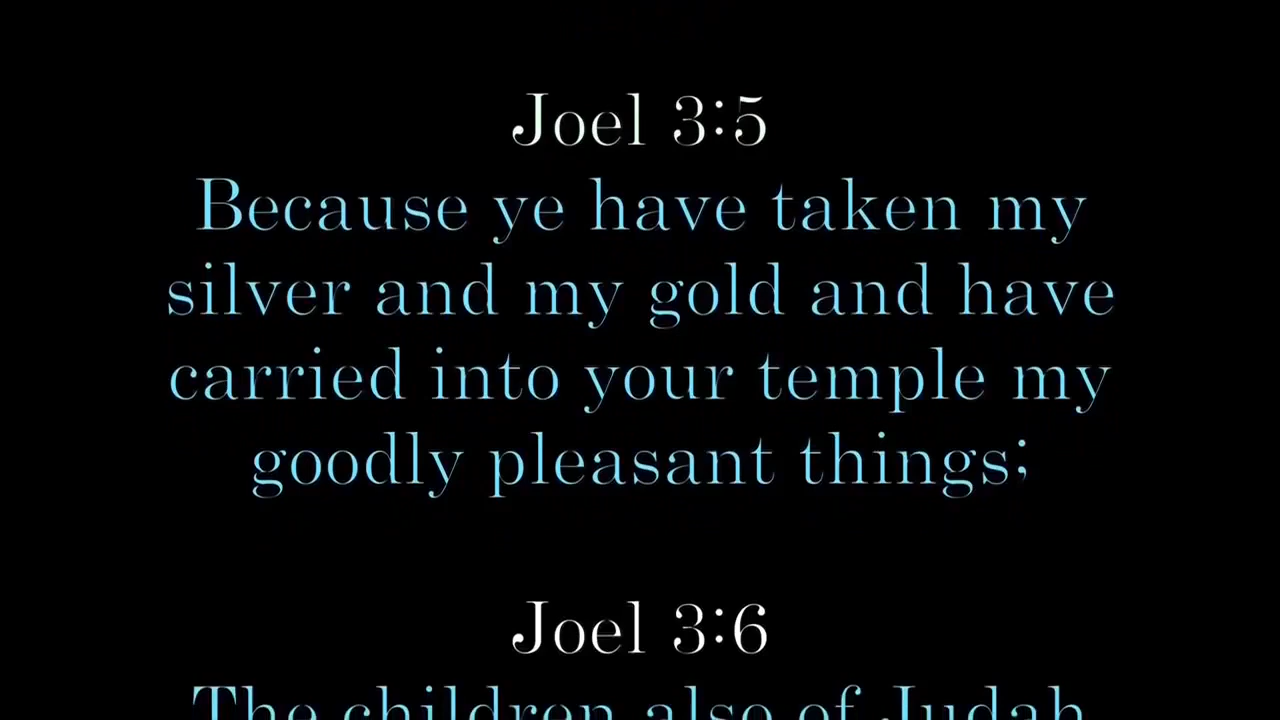 Joel 3:5
Because ye have taken my
silver and my gold and have
carried into your temple my
goodly pleasant things;
Joel 3:6
The children also of Judah